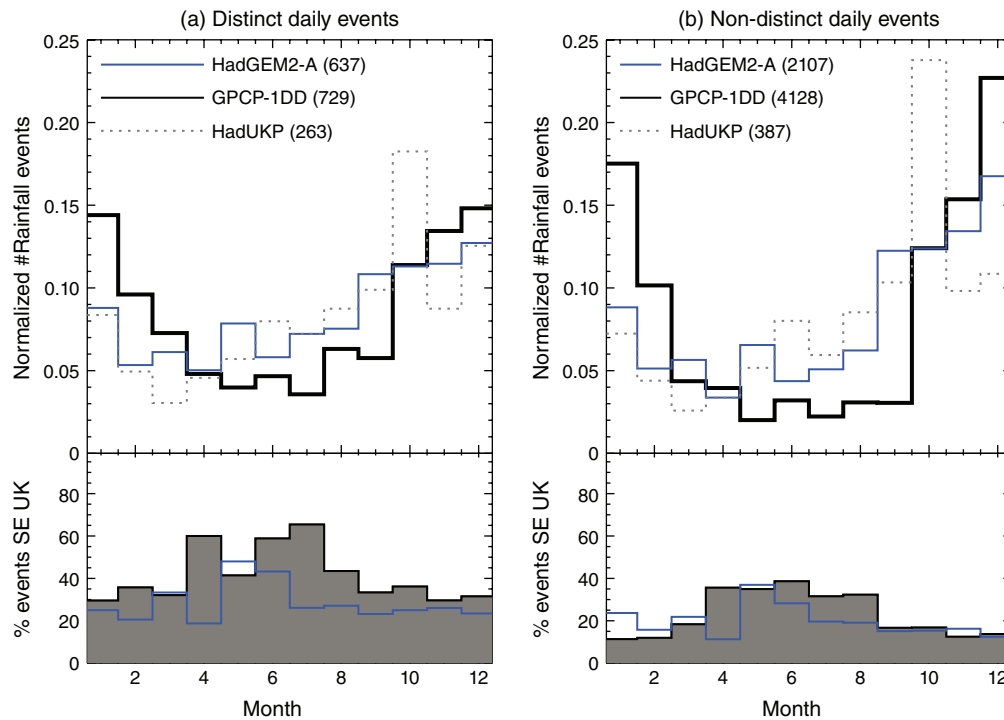 (a) Distinct daily events
(b) Non-distinct daily events
Normalized #Rainfall events
0.25
0.20
0.15
0.10
0.05
0
HadGEM2-A (637)
GPCP-1DD (729)
HadUKP (263)
Normalized #Rainfall events
0.25
0.20
0.15
0.10
0.05
0
HadGEM2-A (2107)
GPCP-1DD (4128)
HadUKP (387)
% events SE UK
80
60
40
20
0
2 4 6 8 10 12
Month
% events SE UK
80
60
40
20
0
2 4 6 8 10 12
Month